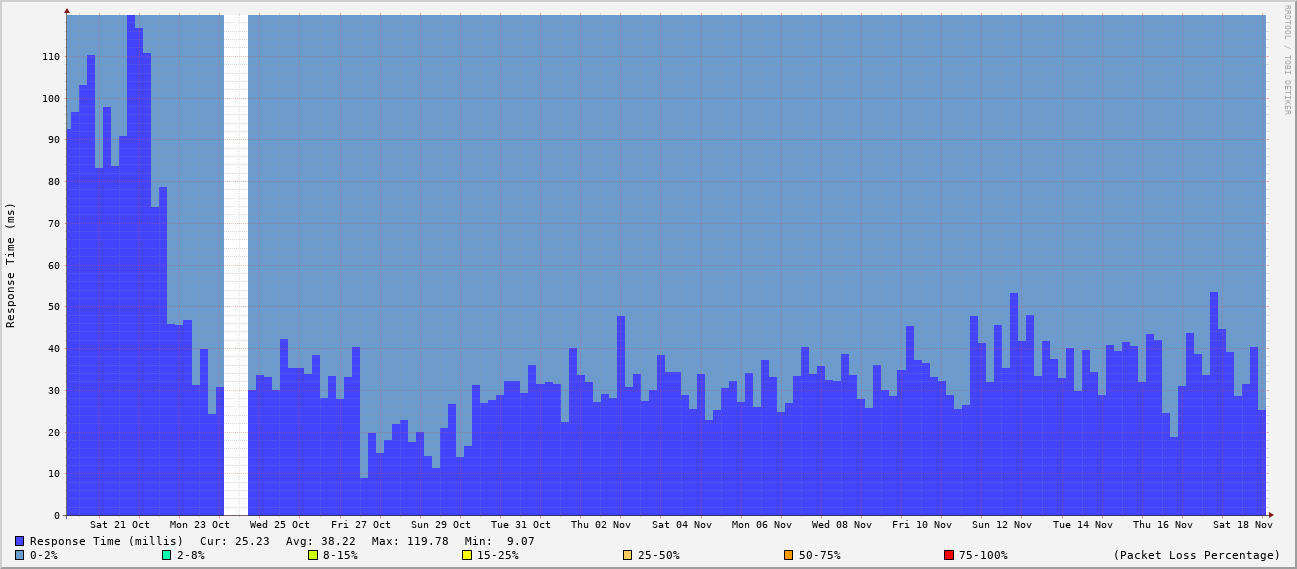 RRDTOOL / TOBI OETIKER
Response Time (ms)
110
100
90
80
70
60
50
40
30
20
10
0
Sat 21 Oct Mon 23 Oct Wed 25 Oct Fri 27 Oct Sun 29 Oct Tue 31 Oct Thu 02 Nov Sat 04 Nov Mon 06 Nov Wed 08 Nov Fri 10 Nov Sun 12 Nov Tue 14 Nov Thu 16 Nov Sat 18 Nov
Response Time (millis) Cur: 25.23 Avg: 38.22 Max: 119.78 Min: 9.07
0-2% 2-8% 8-15% 15-25% 25-50% 50-75% 75-100% (Packet Loss Percentage)